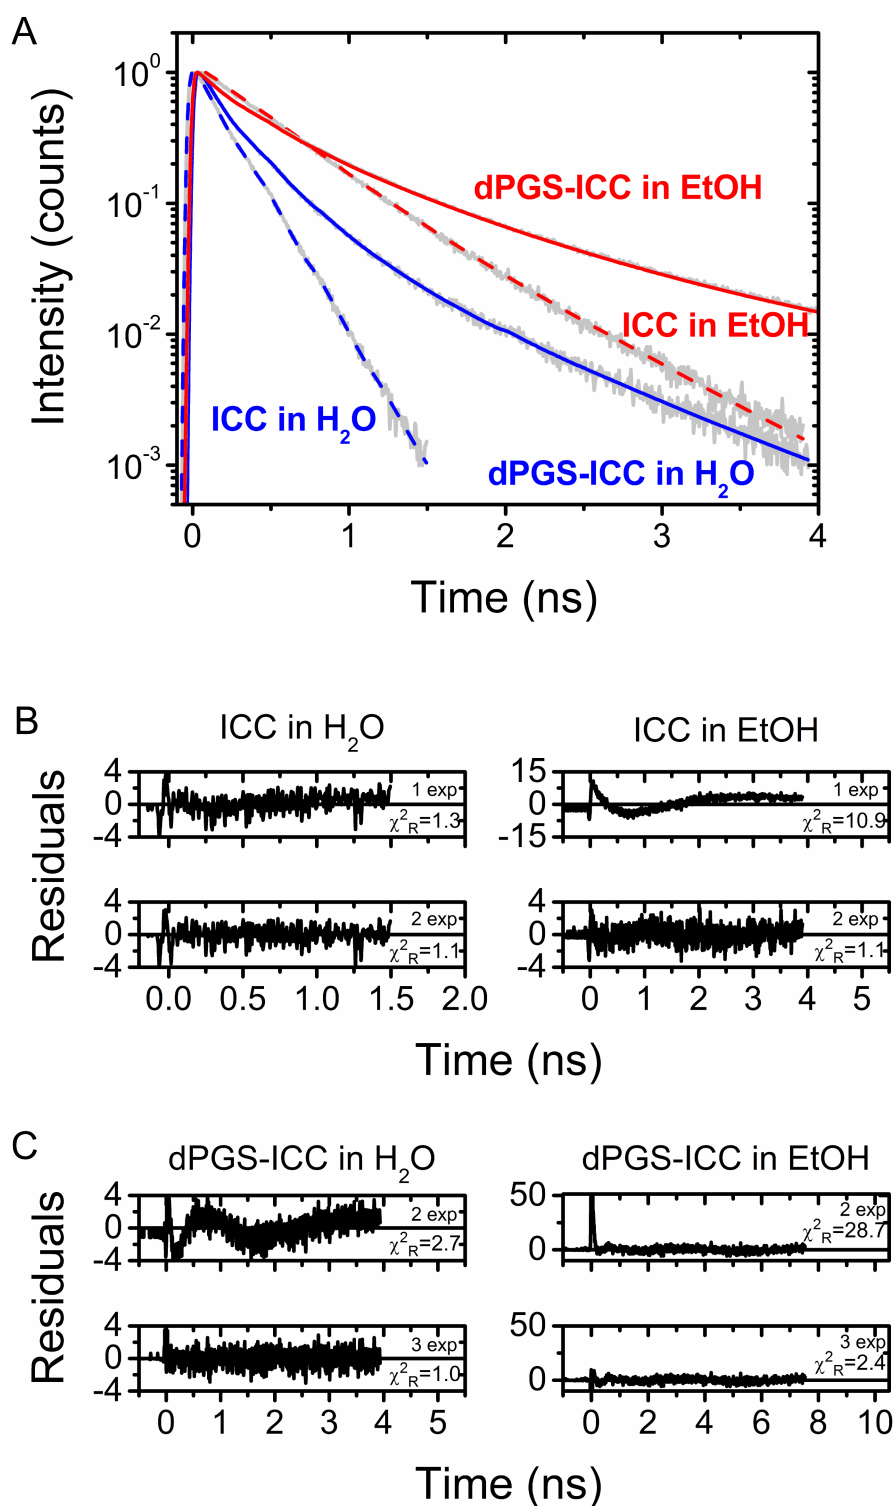 A
Intensity (counts)
10⁰
10⁻¹
10⁻²
10⁻³
dPGS-ICC in EtOH
ICC in EtOH
ICC in H₂O
dPGS-ICC in H₂O
0 1 2 3 4
Time (ns)
B
ICC in H₂O
ICC in EtOH
Residuals
4
0
-4
1 exp
χ²R=1.3
15
0
-15
1 exp
χ²R=10.9
4
0
-4
2 exp
χ²R=1.1
4
0
-4
2 exp
χ²R=1.1
0.0 0.5 1.0 1.5 2.0
0 1 2 3 4 5
Time (ns)
C
dPGS-ICC in H₂O
dPGS-ICC in EtOH
Residuals
4
0
-4
2 exp
χ²R=2.7
50
0
2 exp
χ²R=28.7
4
0
-4
3 exp
χ²R=1.0
50
0
3 exp
χ²R=2.4
0 1 2 3 4 5
0 2 4 6 8 10
Time (ns)